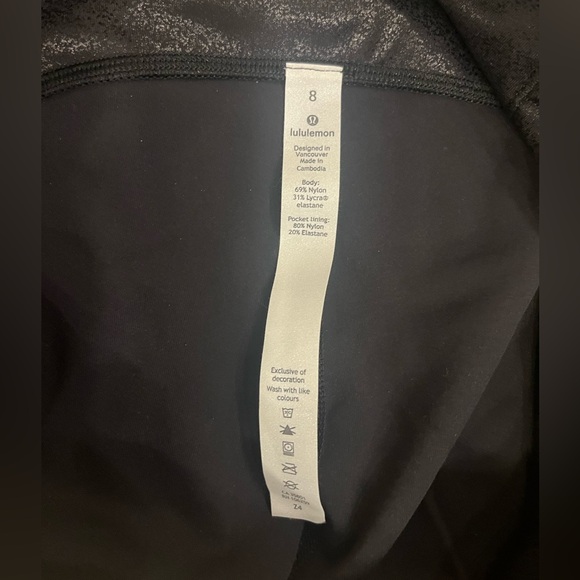 8
lululemon
Designed in
Vancouver
Made in
Cambodia
Body:
69% Nylon
31% Lycra®
elastane
Pocket lining:
80% Nylon
20% Elastane
Exclusive of
decoration
Wash with like
colours
Z4